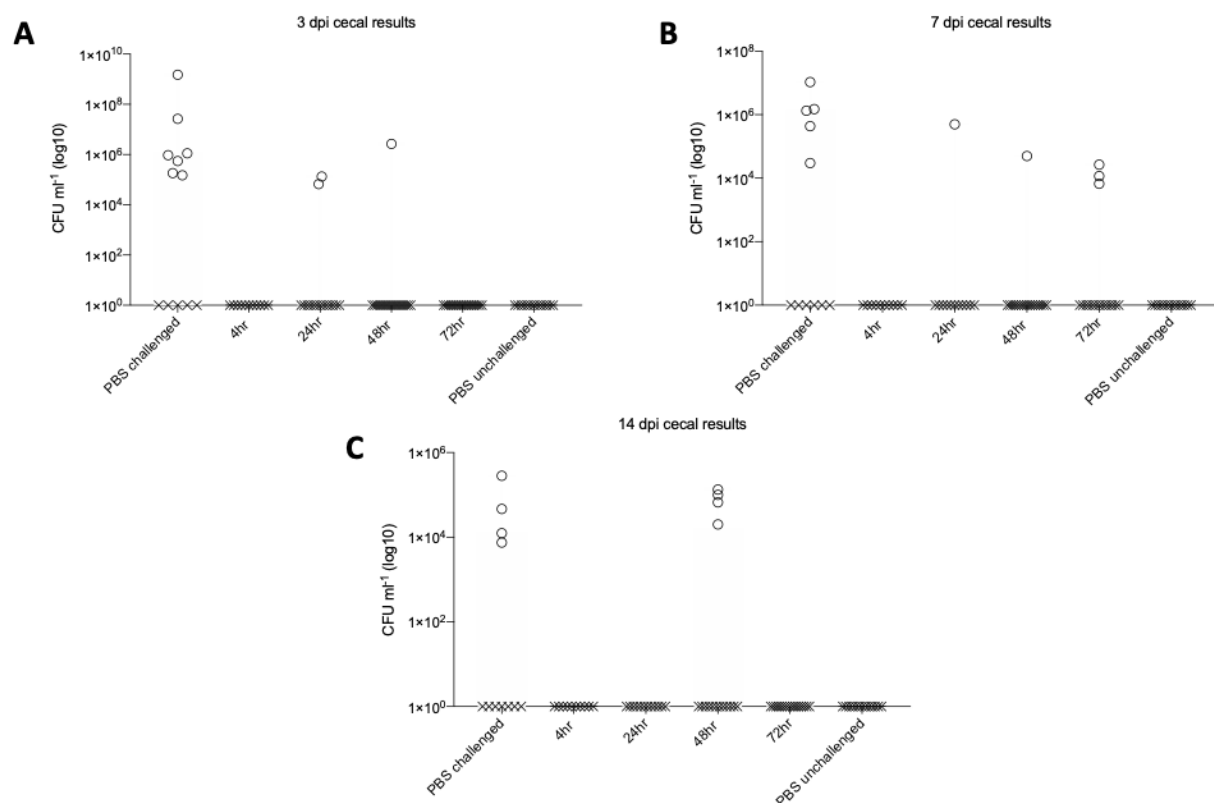 A
3 dpi cecal results
CFU ml⁻¹ (log10)
1×10¹⁰
1×10⁸
1×10⁶
1×10⁴
1×10²
1×10⁰
PBS challenged
4hr
24hr
48hr
72hr
PBS unchallenged
B
7 dpi cecal results
CFU ml⁻¹ (log10)
1×10⁸
1×10⁶
1×10⁴
1×10²
1×10⁰
PBS challenged
4hr
24hr
48hr
72hr
PBS unchallenged
C
14 dpi cecal results
CFU ml⁻¹ (log10)
1×10⁶
1×10⁴
1×10²
1×10⁰
PBS challenged
4hr
24hr
48hr
72hr
PBS unchallenged